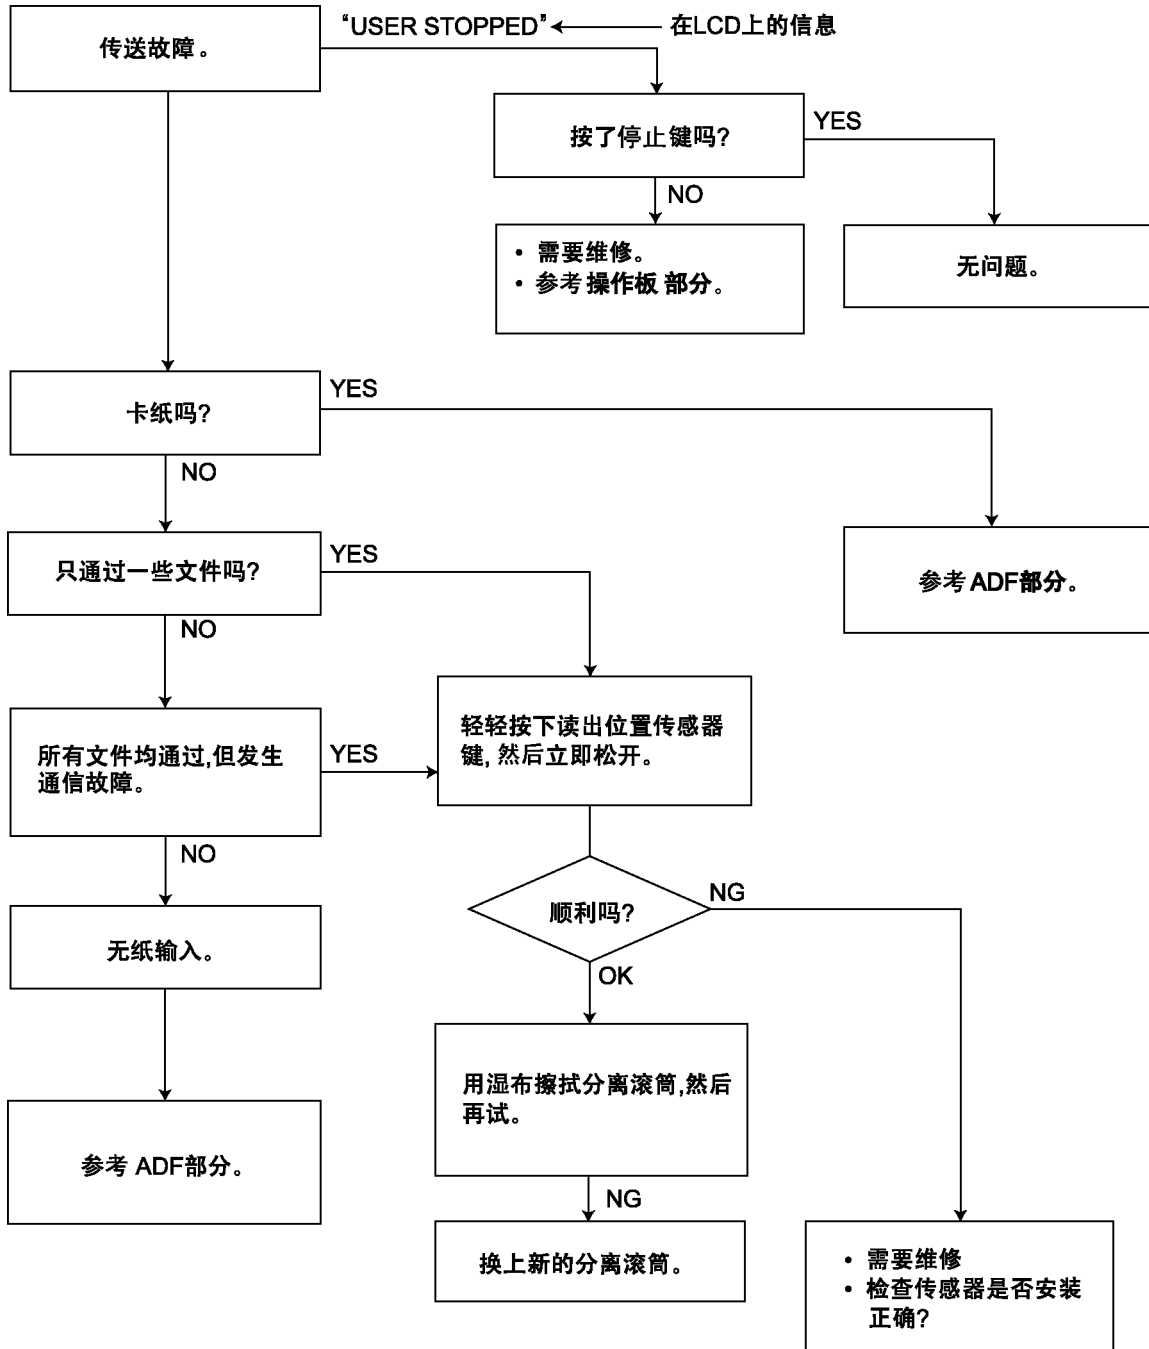 传送故障。
“USER STOPPED”
在LCD上的信息
按了停止键吗?
YES
NO
• 需要维修。
• 参考 操作板 部分。
无问题。
卡纸吗?
YES
NO
只通过一些文件吗?
YES
参考 ADF部分。
NO
所有文件均通过,但发生
通信故障。
YES
轻轻按下读出位置传感器
键, 然后立即松开。
NO
顺利吗?
NG
无纸输入。
OK
用湿布擦拭分离滚筒,然后
再试。
参考 ADF部分。
NG
换上新的分离滚筒。
• 需要维修
• 检查传感器是否安装
正确?